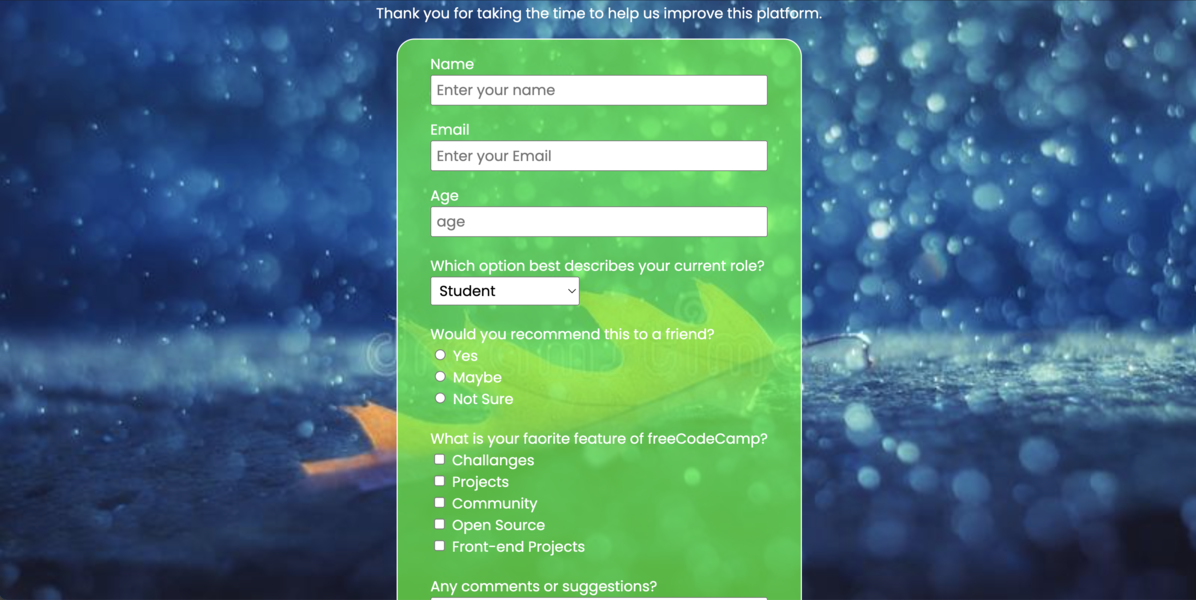 Thank you for taking the time to help us improve this platform.
Name
Enter your name
Email
Enter your Email
Age
age
Which option best describes your current role?
Student
Would you recommend this to a friend?
Yes
Maybe
Not Sure
What is your faorite feature of freeCodeCamp?
Challanges
Projects
Community
Open Source
Front-end Projects
Any comments or suggestions?